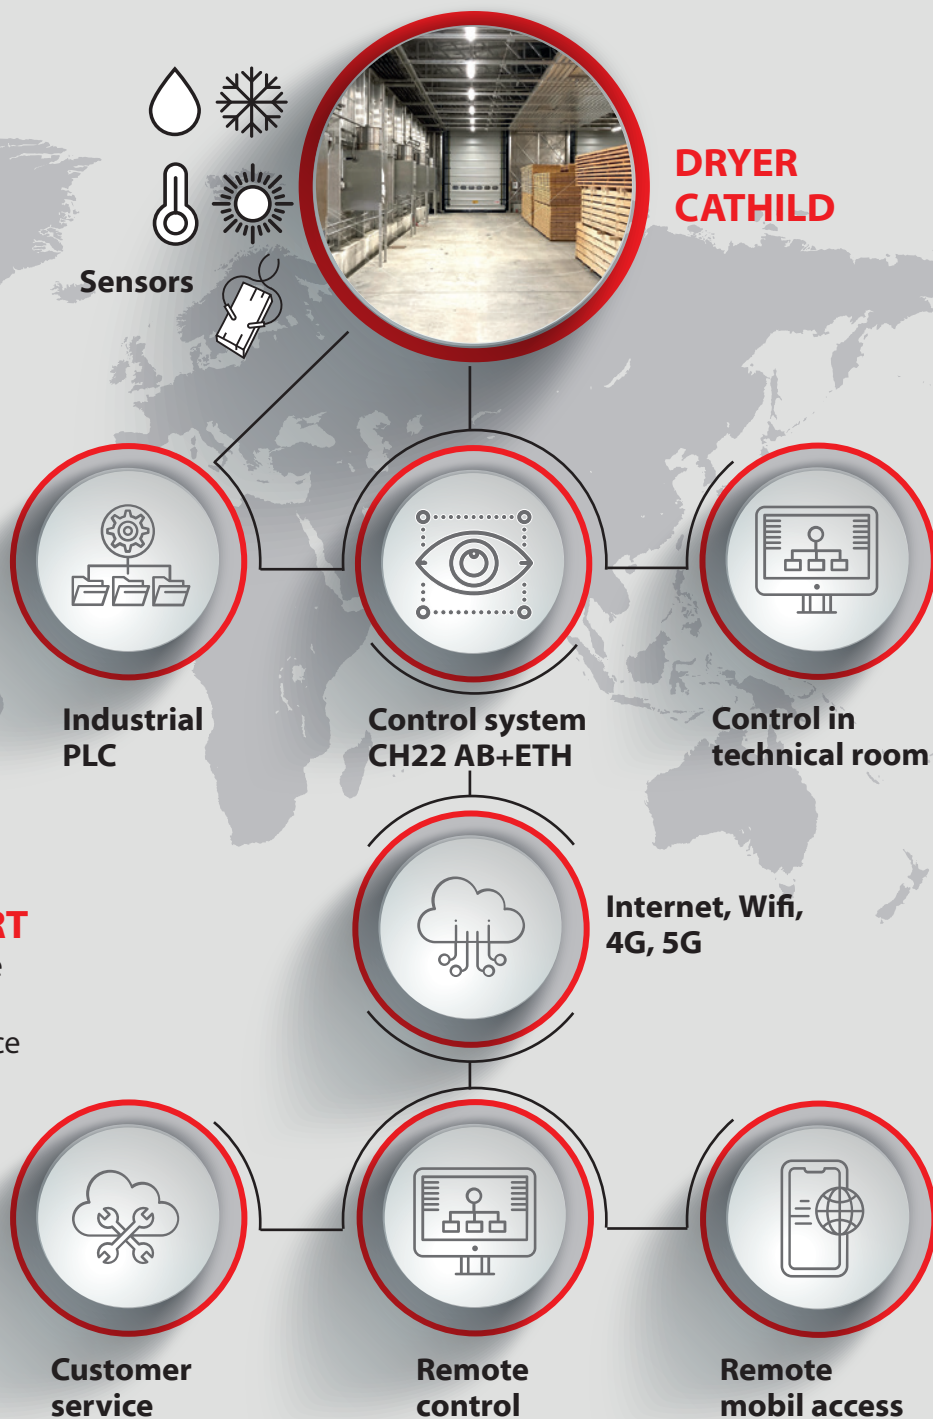 DRYER
CATHILD
Sensors
Industrial
PLC
Control system
CH22 AB+ETH
Control in
technical room
Internet, Wifi,
4G, 5G
Customer
service
Remote
control
Remote
mobil access